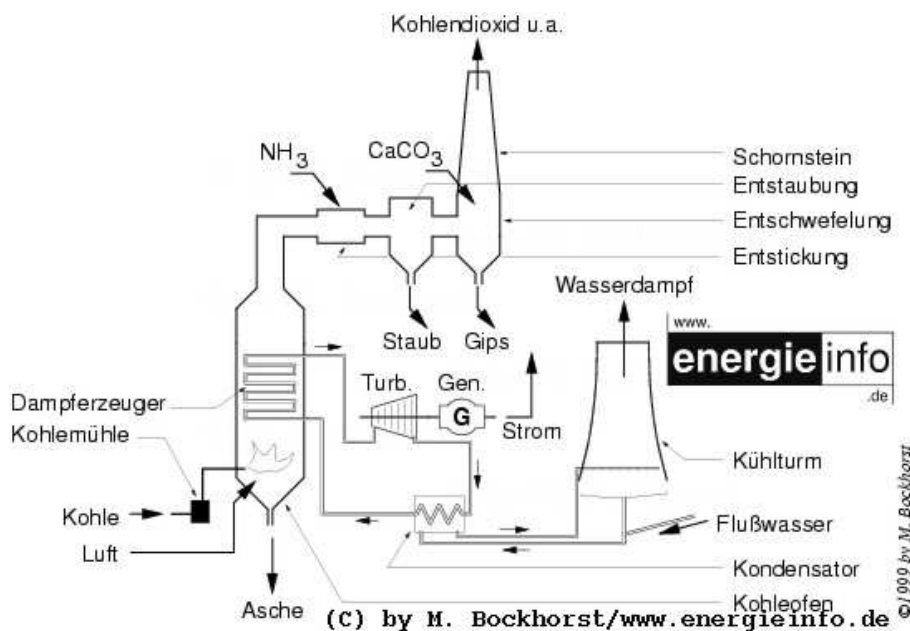 Kohlendioxid u.a.
NH3
CaCO3
Schornstein
Entstaubung
Entschwefelung
Entstickung
Wasserdampf
Staub
Gips
www.
energieinfo
.de
Turb.
Gen.
G
Strom
Dampferzeuger
Kohlemühle
Kühlturm
Kohle
Flußwasser
Luft
Kondensator
Asche
Kohleofen
(C) by M. Bockhorst/www.energieinfo.de
©1999 by M. Bockhorst